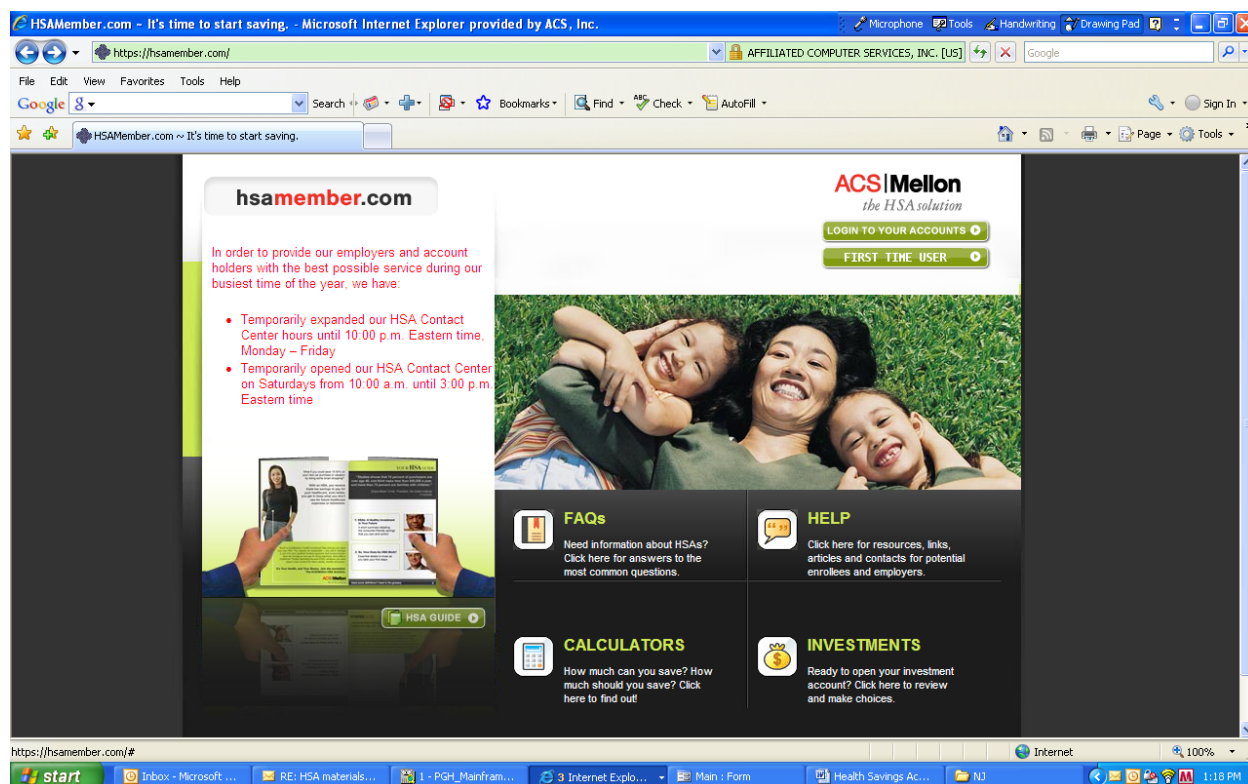 HSAMember.com ~ It's time to start saving. - Microsoft Internet Explorer provided by ACS, Inc.
Microphone Tools Handwriting Drawing Pad
https://hsamember.com/
AFFILIATED COMPUTER SERVICES, INC. [US]
Google
File Edit View Favorites Tools Help
Google Search Bookmarks Find Check AutoFill Sign In
HSAMember.com ~ It's time to start saving.
Page Tools
hsamember.com
ACS|Mellon
the HSA solution
LOGIN TO YOUR ACCOUNTS
FIRST TIME USER
In order to provide our employers and account
holders with the best possible service during our
busiest time of the year, we have:
• Temporarily expanded our HSA Contact
Center hours until 10:00 p.m. Eastern time,
Monday – Friday
• Temporarily opened our HSA Contact Center
on Saturdays from 10:00 a.m. until 3:00 p.m.
Eastern time
YOUR HSA GUIDE
ACS|Mellon
HSA GUIDE
FAQs
Need information about HSAs?
Click here for answers to the
most common questions.
HELP
Click here for resources, links,
articles and contacts for potential
enrollees and employers.
CALCULATORS
How much can you save? How
much should you save? Click
here to find out!
INVESTMENTS
Ready to open your investment
account? Click here to review
and make choices.
https://hsamember.com/#
Internet
100%
start
Inbox - Microsoft ...
RE: HSA materials...
1 - PGH_Mainfram...
3 Internet Explo...
Main : Form
Health Savings Ac...
NJ
1:18 PM